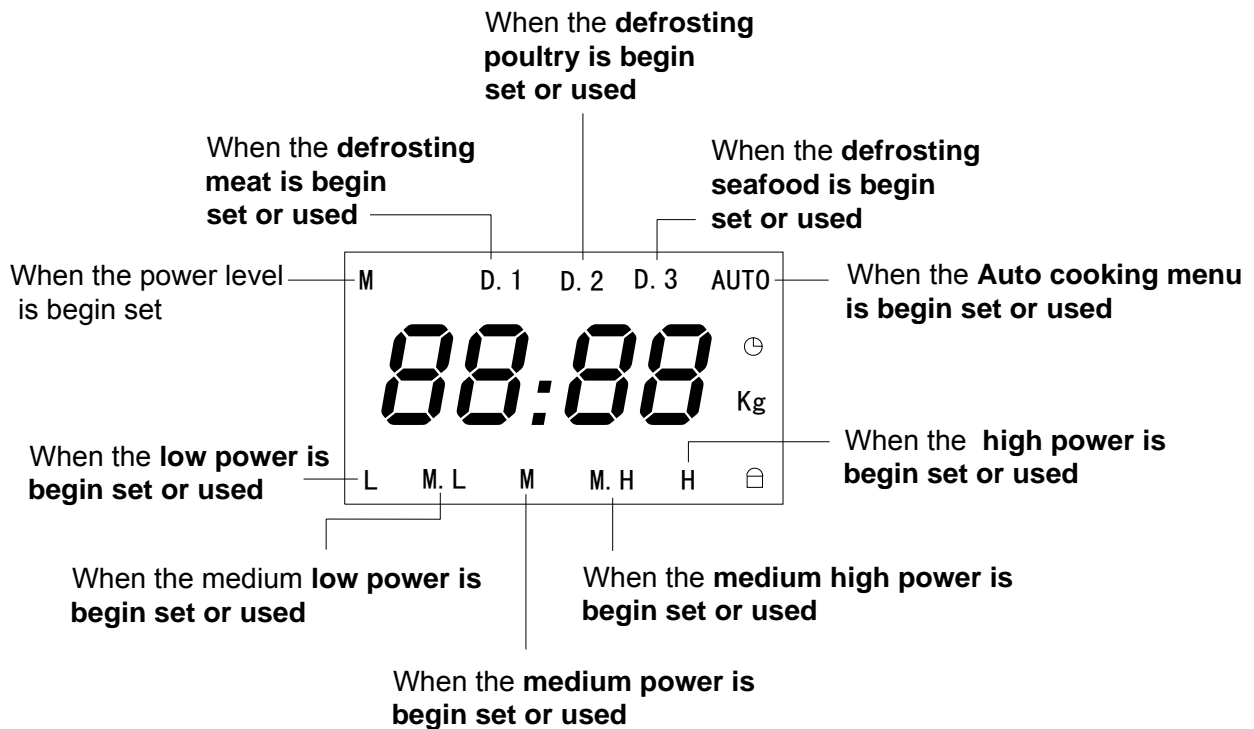 When the defrosting
poultry is begin
set or used
When the defrosting
meat is begin
set or used
When the defrosting
seafood is begin
set or used
When the power level
is begin set
M D.1 D.2 D.3 AUTO
When the Auto cooking menu
is begin set or used
88:88
Kg
When the low power is
begin set or used
When the high power is
begin set or used
L M.L M M.H H
When the medium low power is
begin set or used
When the medium high power is
begin set or used
When the medium power is
begin set or used